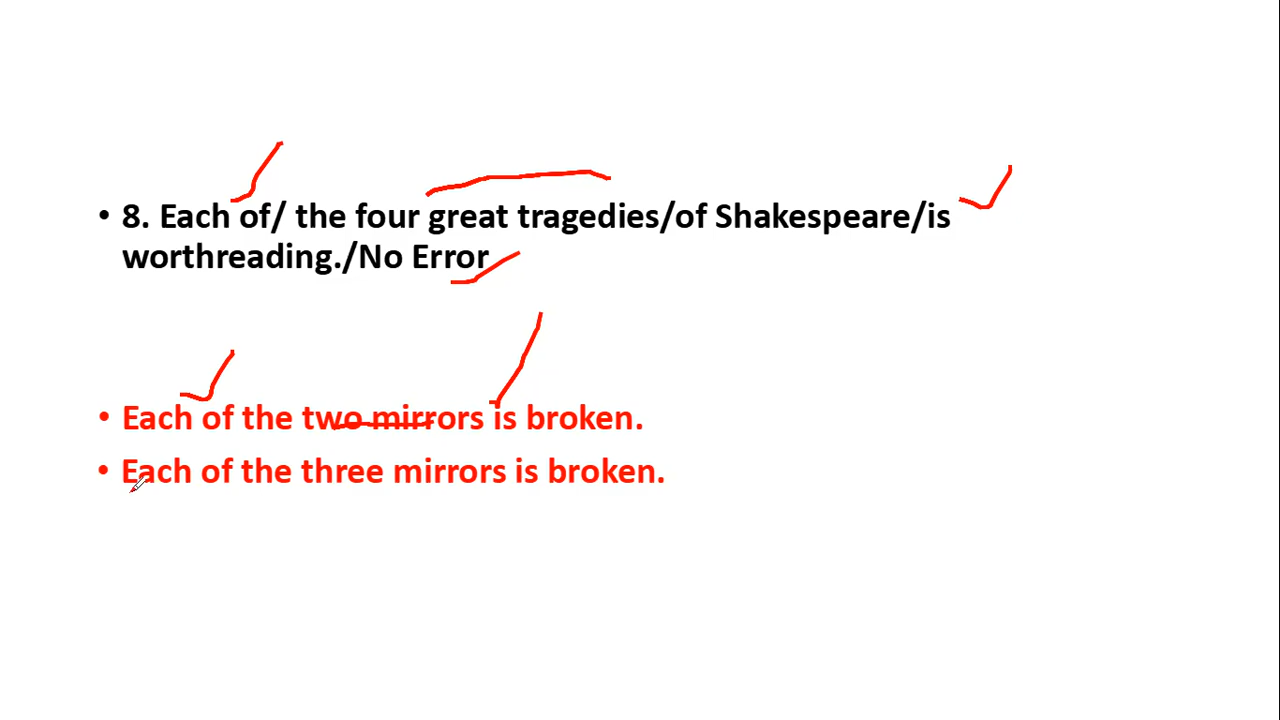 • 8. Each of/ the four great tragedies/of Shakespeare/is
worthreading./No Error
• Each of the two mirrors is broken.
• Each of the three mirrors is broken.